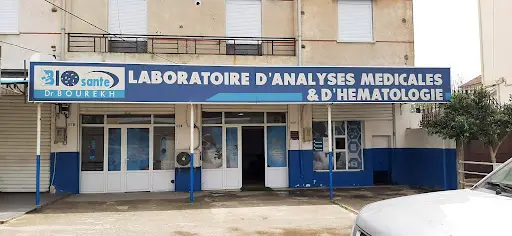 BIO santé
Dr BOUREKH
LABORATOIRE D'ANALYSES MEDICALES
& D'HEMATOLOGIE